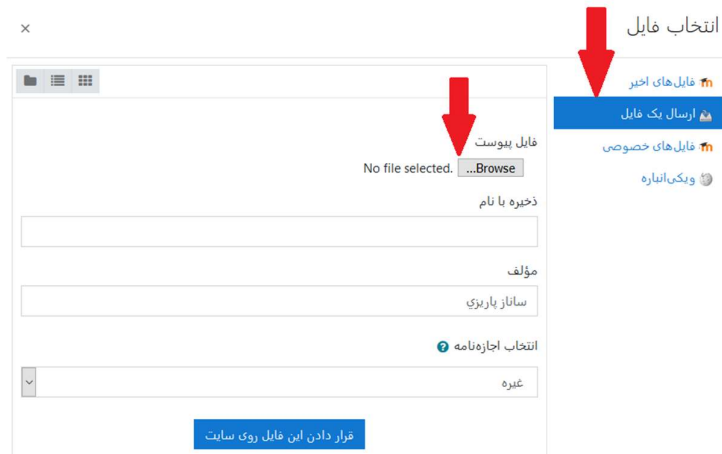 انتخاب فایل
×
فایل‌های اخیر
ارسال یک فایل
فایل‌های خصوصی
ویکی‌انباره
فایل پیوست
Browse... No file selected.
ذخیره با نام
مؤلف
ساناز پاريزي
انتخاب اجازه‌نامه
غیره
قرار دادن این فایل روی سایت